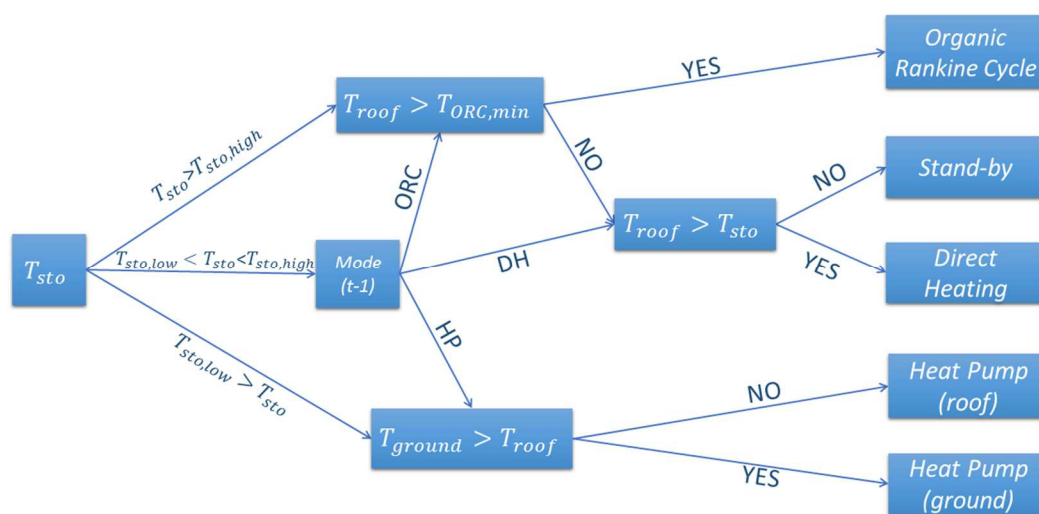 Organic
Rankine Cycle
YES
T_roof > T_ORC,min
NO
T_sto>T_sto,high
ORC
NO
Stand-by
T_roof > T_sto
T_sto
T_sto,low < T_sto<T_sto,high
Mode
(t-1)
DH
YES
Direct
Heating
HP
T_sto,low > T_sto
Heat Pump
(roof)
NO
T_ground > T_roof
YES
Heat Pump
(ground)